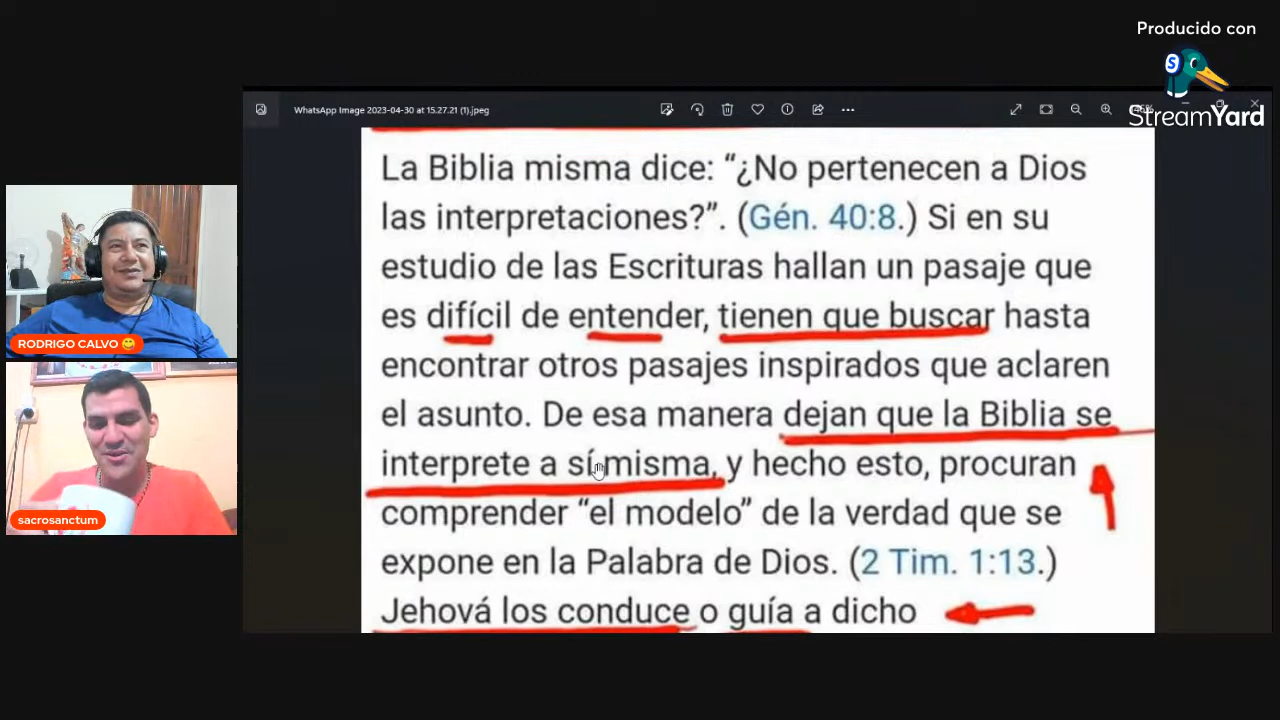 Producido con
StreamYard
WhatsApp Image 2023-04-30 at 15.27.21 (1).jpeg
La Biblia misma dice: “¿No pertenecen a Dios
las interpretaciones?”. (Gén. 40:8.) Si en su
estudio de las Escrituras hallan un pasaje que
es difícil de entender, tienen que buscar hasta
encontrar otros pasajes inspirados que aclaren
el asunto. De esa manera dejan que la Biblia se
interprete a sí misma, y hecho esto, procuran
comprender “el modelo” de la verdad que se
expone en la Palabra de Dios. (2 Tim. 1:13.)
Jehová los conduce o guía a dicho
RODRIGO CALVO 😋
sacrosanctum